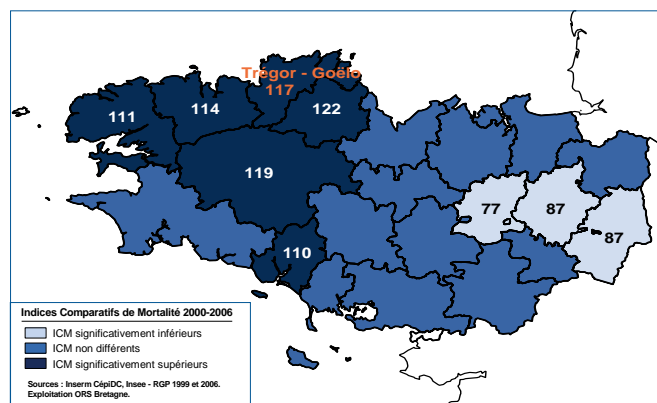 Trégor - Goëlo
117
111
114
122
119
77
87
87
110
Indices Comparatifs de Mortalité 2000-2006
ICM significativement inférieurs
ICM non différents
ICM significativement supérieurs
Sources : Inserm CépiDC, Insee - RGP 1999 et 2006.
Exploitation ORS Bretagne.